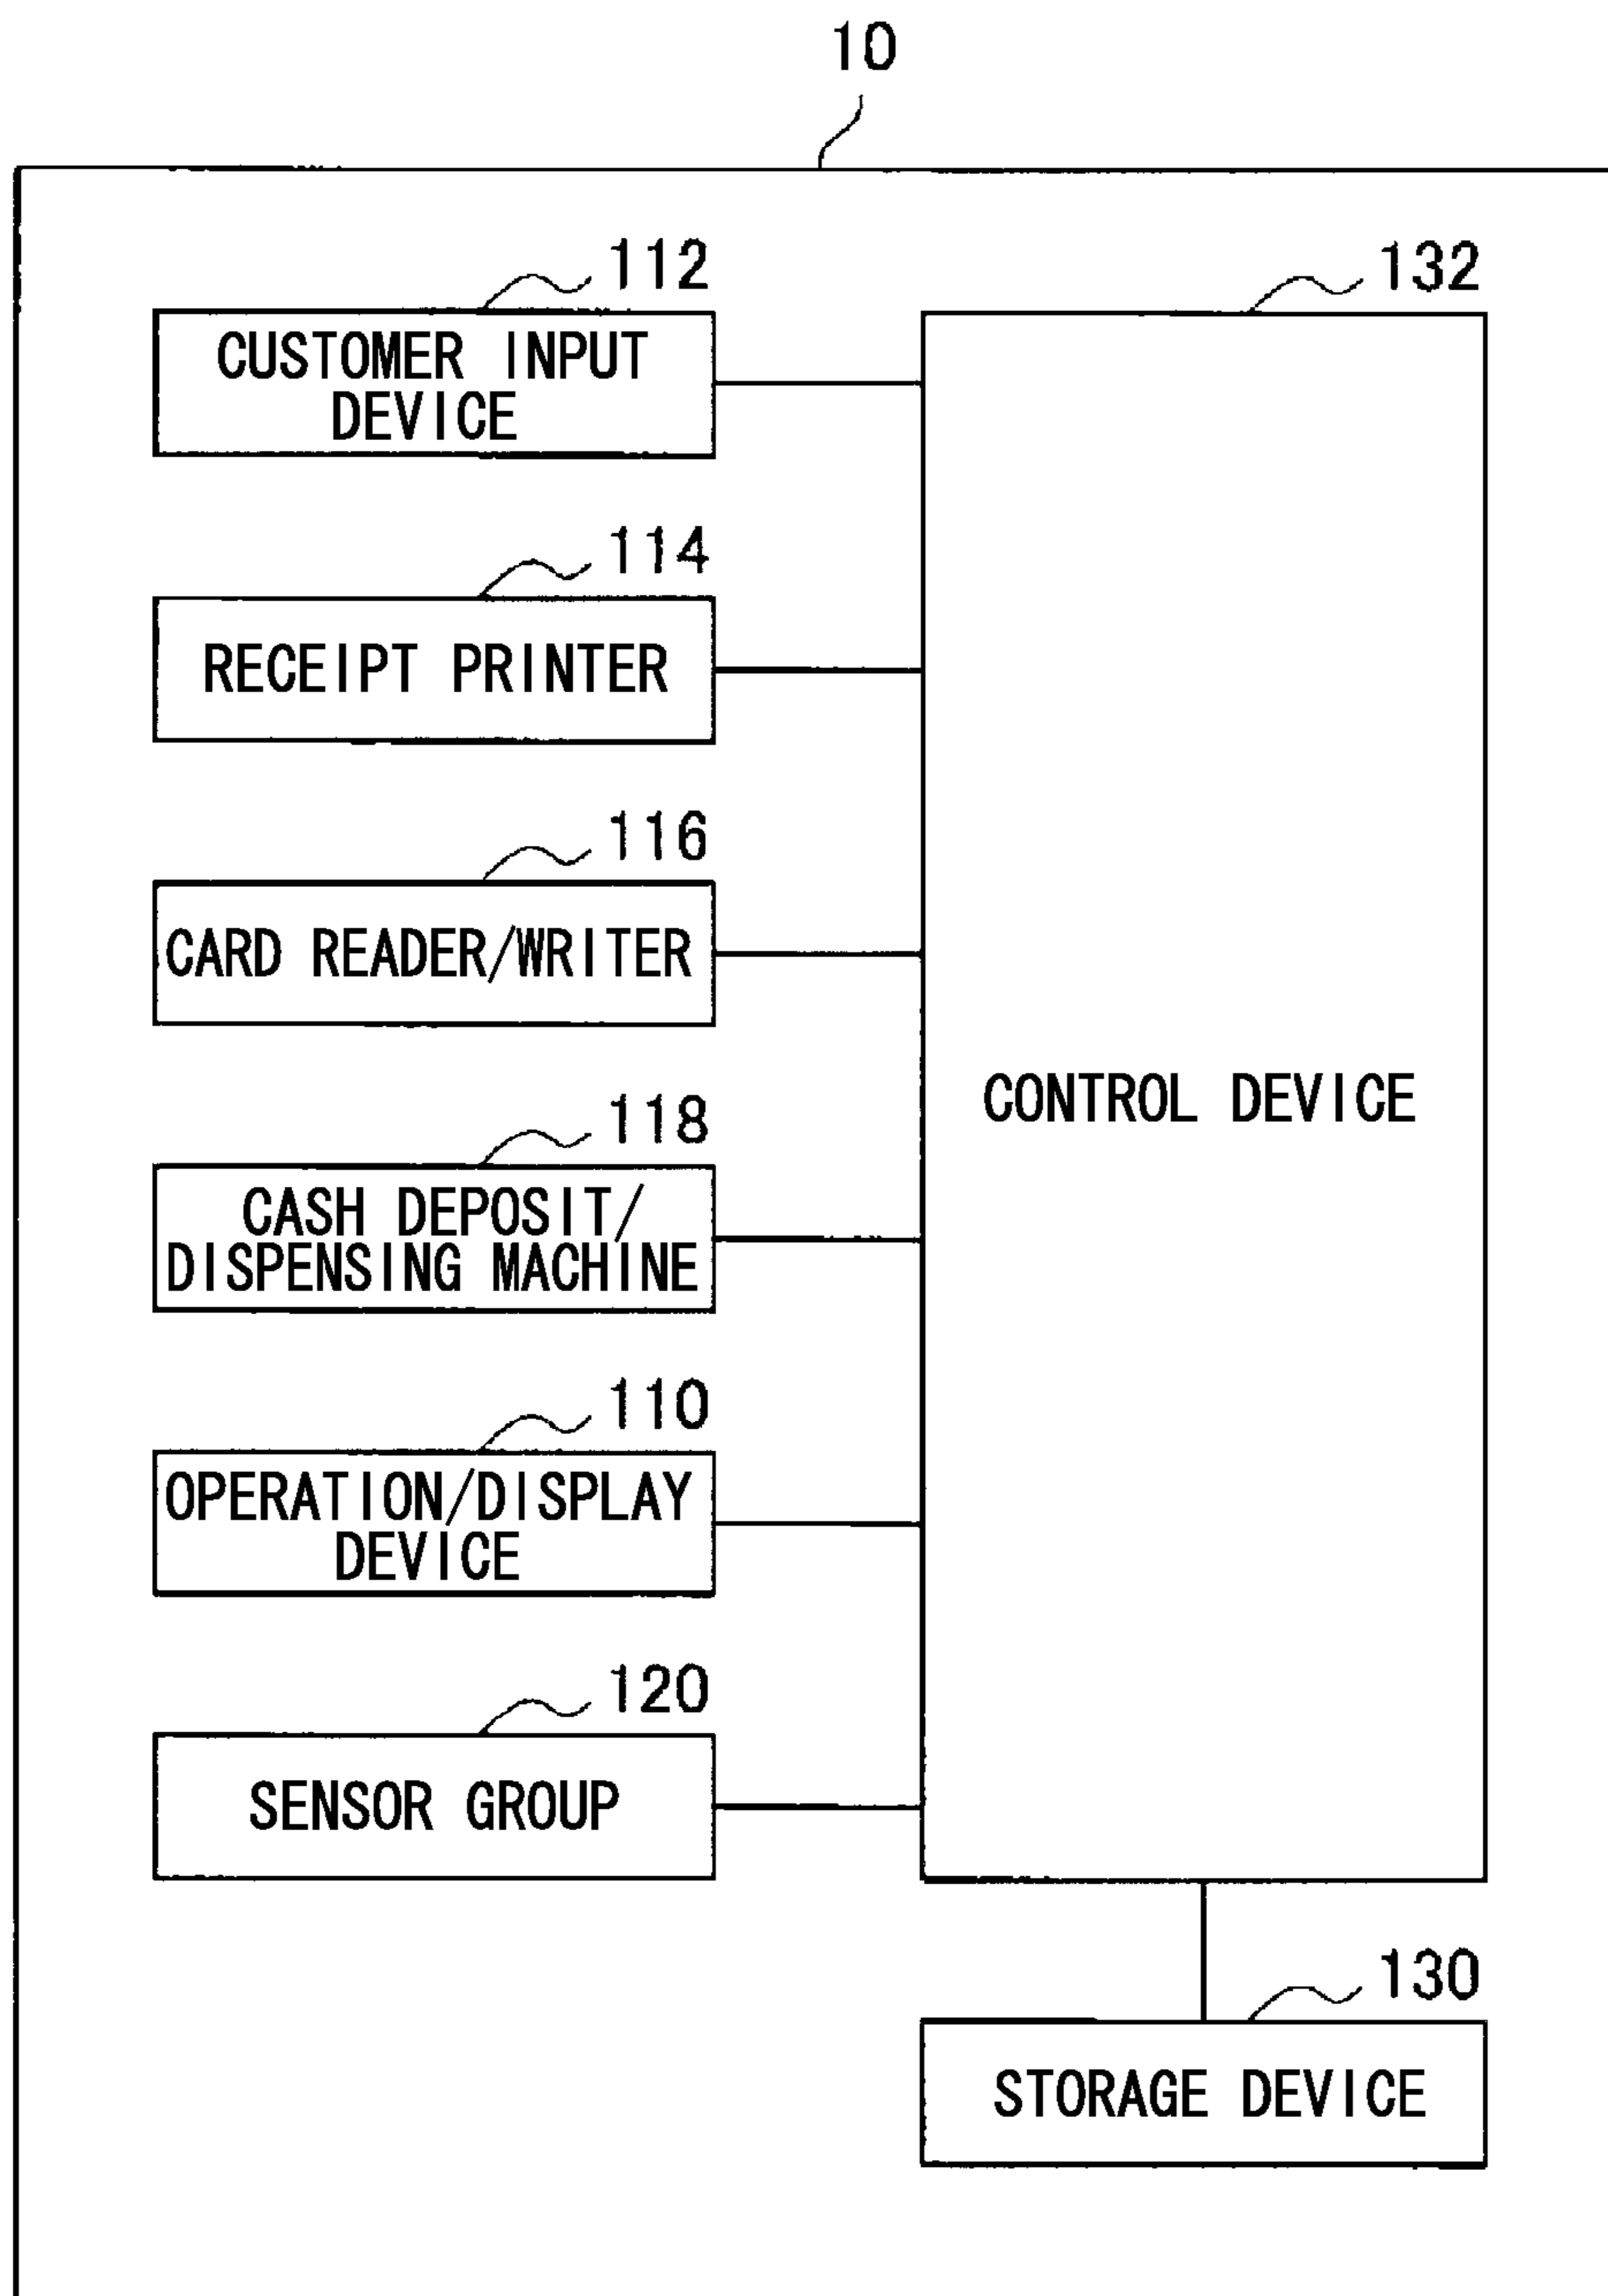 10
112
CUSTOMER INPUT
DEVICE
114
RECEIPT PRINTER
116
CARD READER/WRITER
118
CASH DEPOSIT/
DISPENSING MACHINE
110
OPERATION/DISPLAY
DEVICE
120
SENSOR GROUP
132
CONTROL DEVICE
130
STORAGE DEVICE